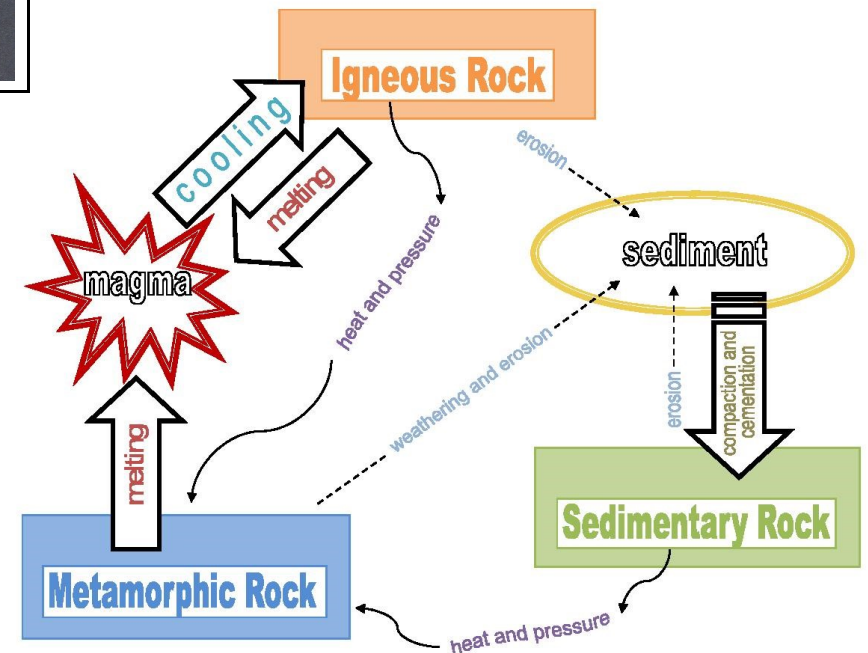 Igneous Rock
cooling
melting
erosion
magma
heat and pressure
sediment
weathering and erosion
erosion
compaction and
cementation
melting
Sedimentary Rock
Metamorphic Rock
heat and pressure